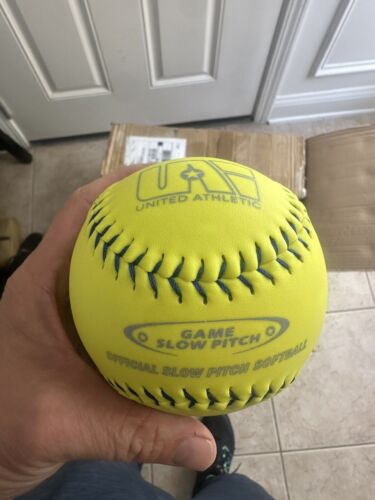 UA
UNITED ATHLETIC
GAME
SLOW PITCH
OFFICIAL SLOW PITCH SOFTBALL